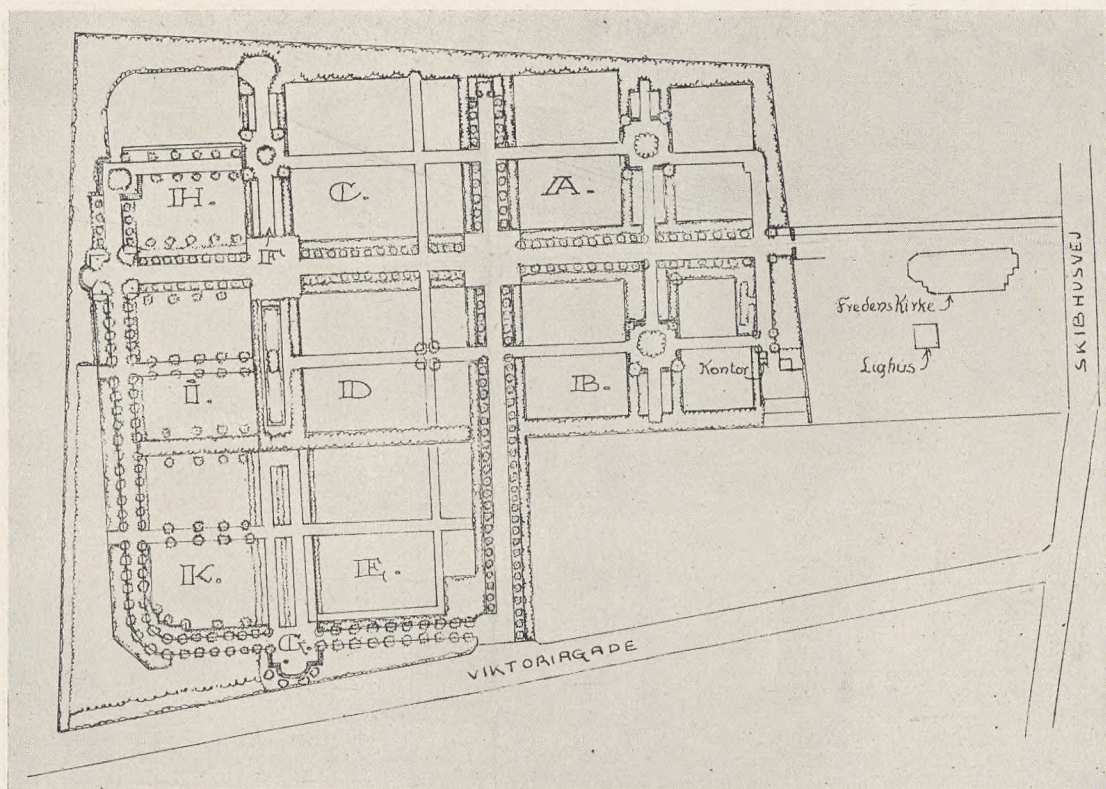 H.
C.
A.
F.
SKIBHUSVEJ
Fredens Kirke
Lighus
Kontor
I.
D
B.
K.
E.
G.
VIKTORIAGADE